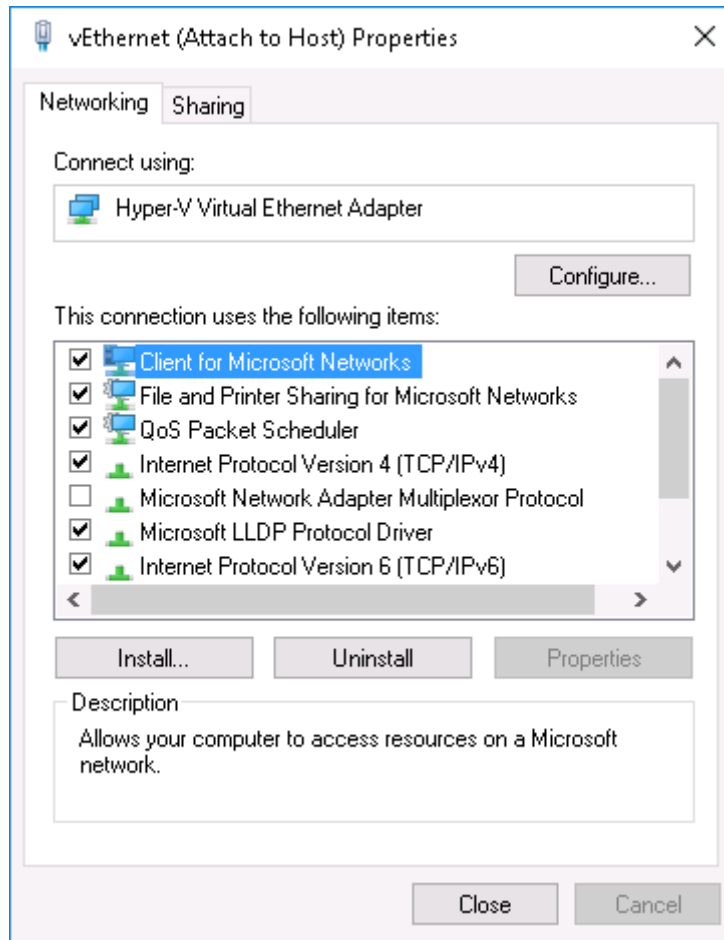 vEthernet (Attach to Host) Properties
Networking
Sharing
Connect using:
Hyper-V Virtual Ethernet Adapter
Configure...
This connection uses the following items:
Client for Microsoft Networks
File and Printer Sharing for Microsoft Networks
QoS Packet Scheduler
Internet Protocol Version 4 (TCP/IPv4)
Microsoft Network Adapter Multiplexor Protocol
Microsoft LLDP Protocol Driver
Internet Protocol Version 6 (TCP/IPv6)
Install...
Uninstall
Properties
Description
Allows your computer to access resources on a Microsoft
network.
Close
Cancel